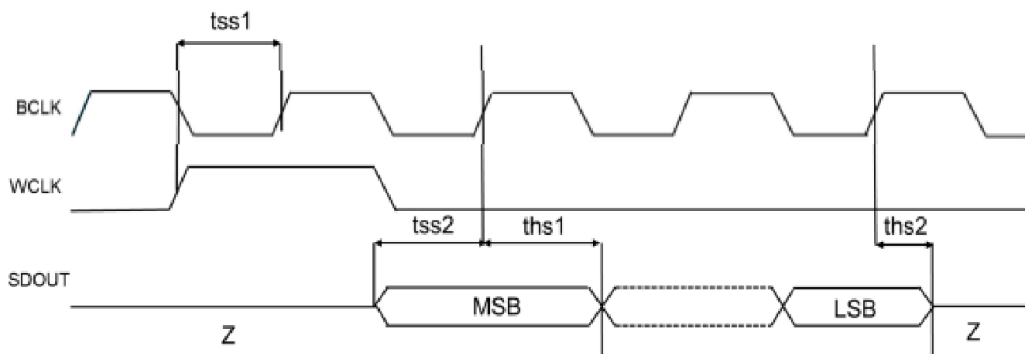 tss1
BCLK
WCLK
tss2 ths1 ths2
SDOUT
MSB LSB
Z Z